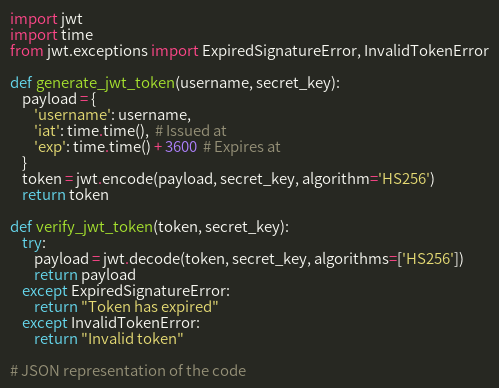 import jwt
import time
from jwt.exceptions import ExpiredSignatureError, InvalidTokenError

def generate_jwt_token(username, secret_key):
    payload = {
        'username': username,
        'iat': time.time(),  # Issued at
        'exp': time.time() + 3600  # Expires at
    }
    token = jwt.encode(payload, secret_key, algorithm='HS256')
    return token

def verify_jwt_token(token, secret_key):
    try:
        payload = jwt.decode(token, secret_key, algorithms=['HS256'])
        return payload
    except ExpiredSignatureError:
        return "Token has expired"
    except InvalidTokenError:
        return "Invalid token"

# JSON representation of the code